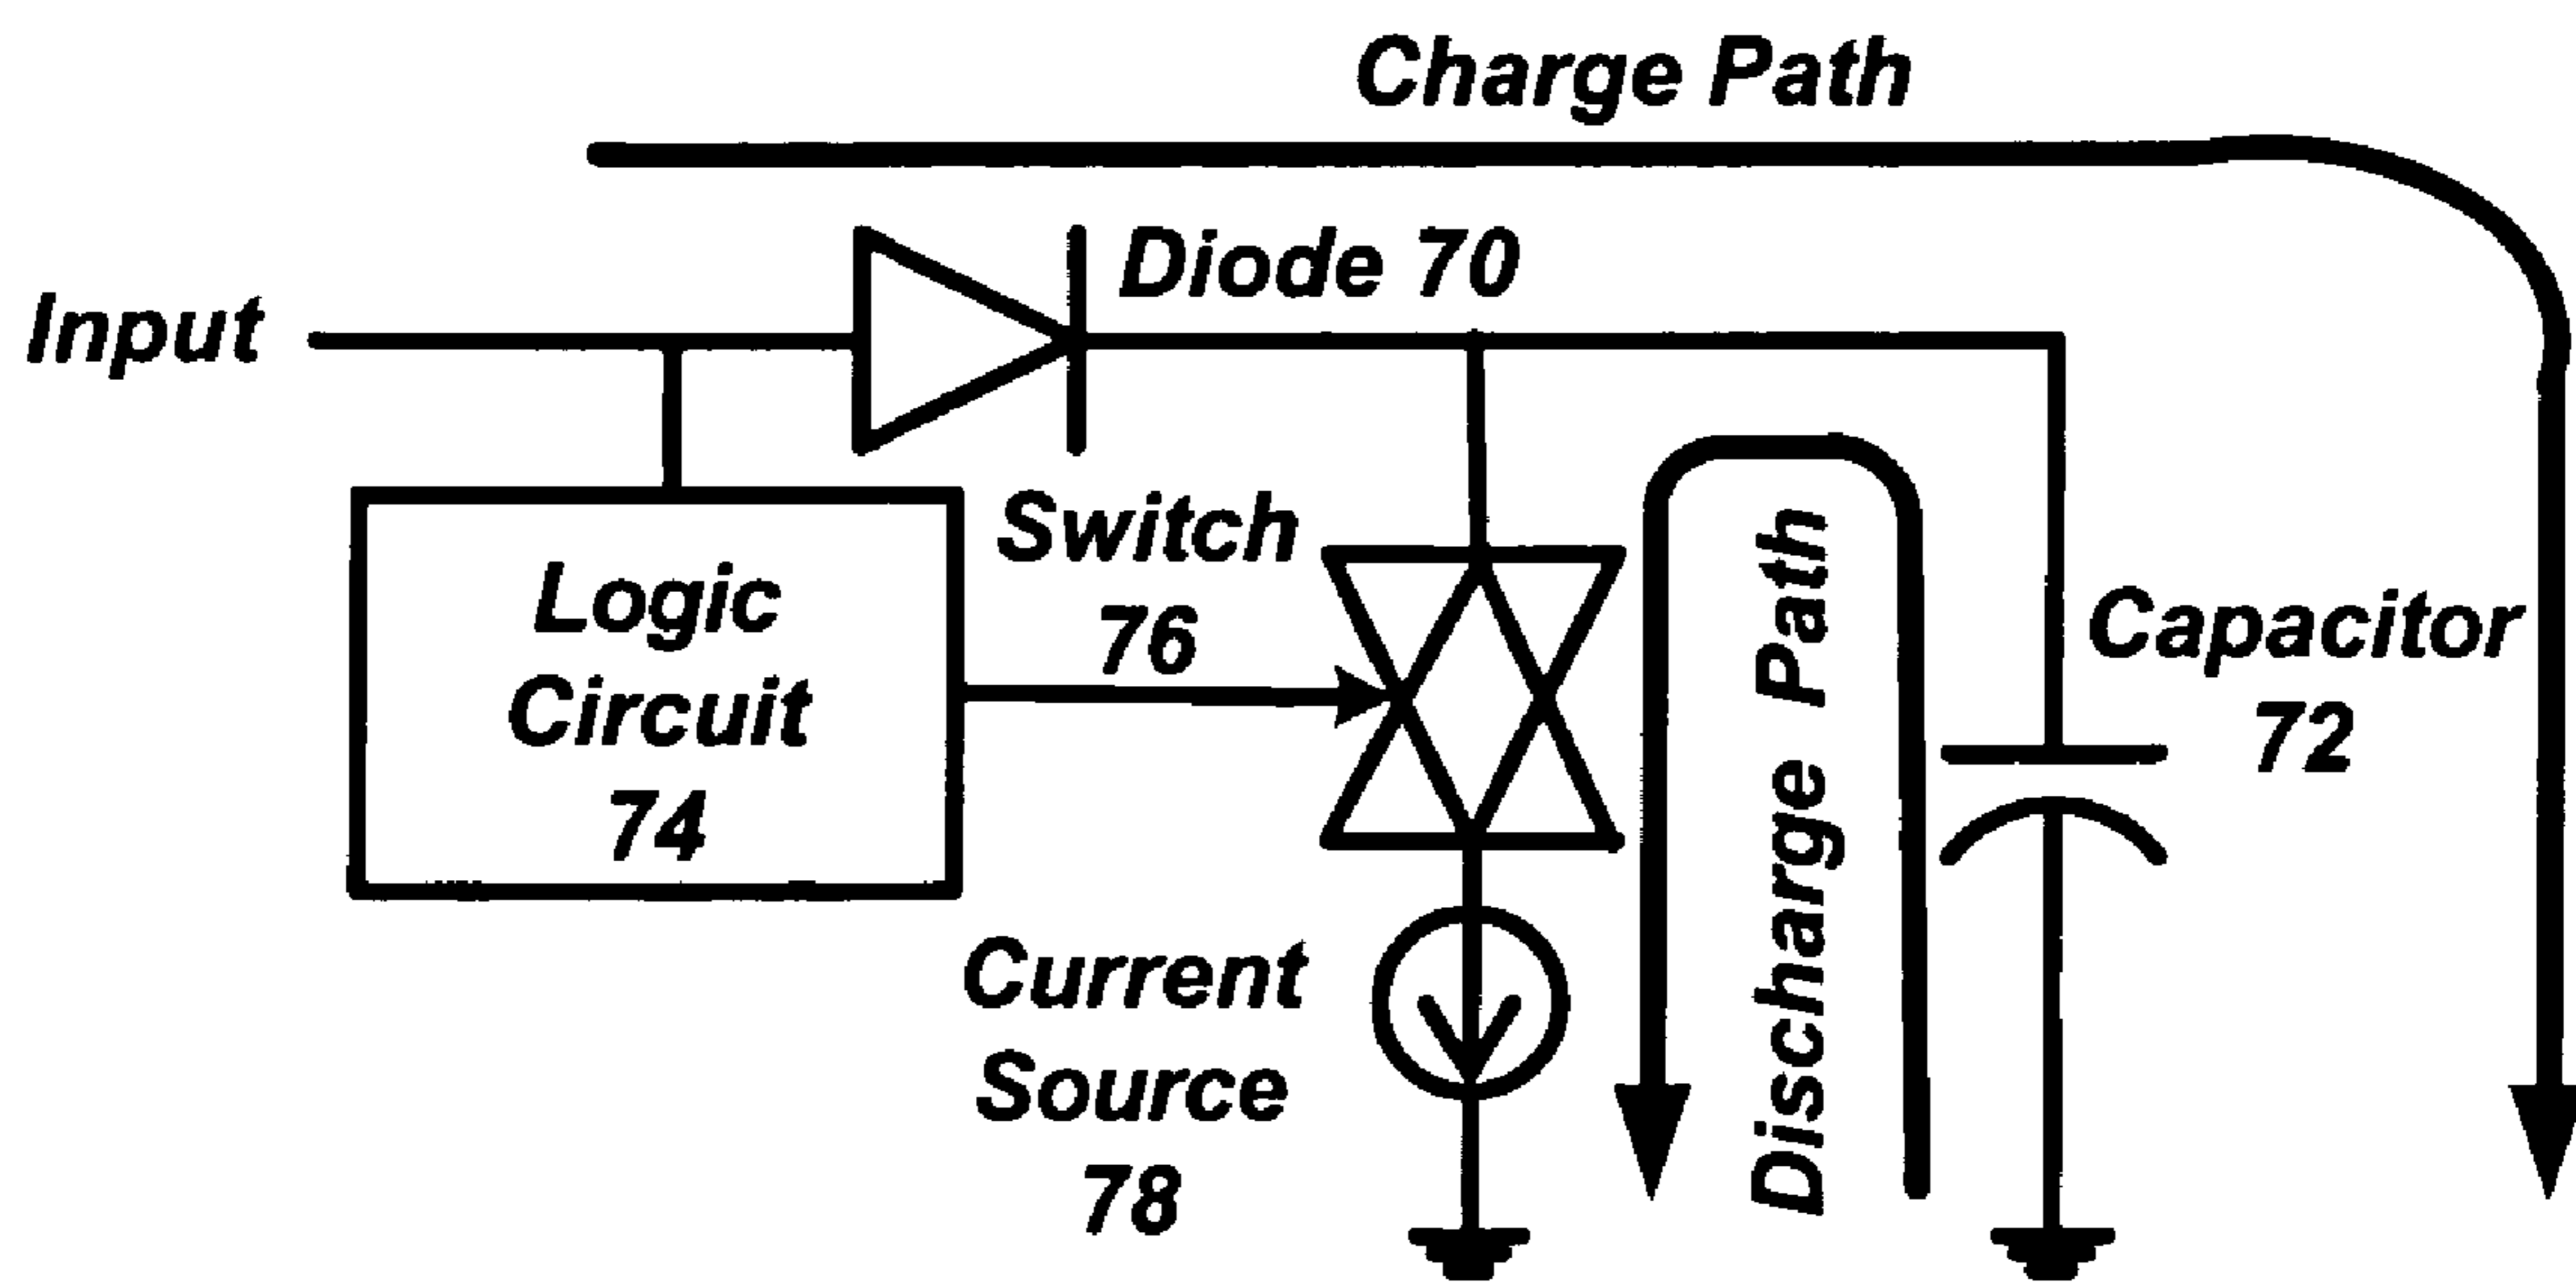 Charge Path
Diode 70
Input
Switch
76
Logic
Circuit
74
Discharge Path
Capacitor
72
Current
Source
78